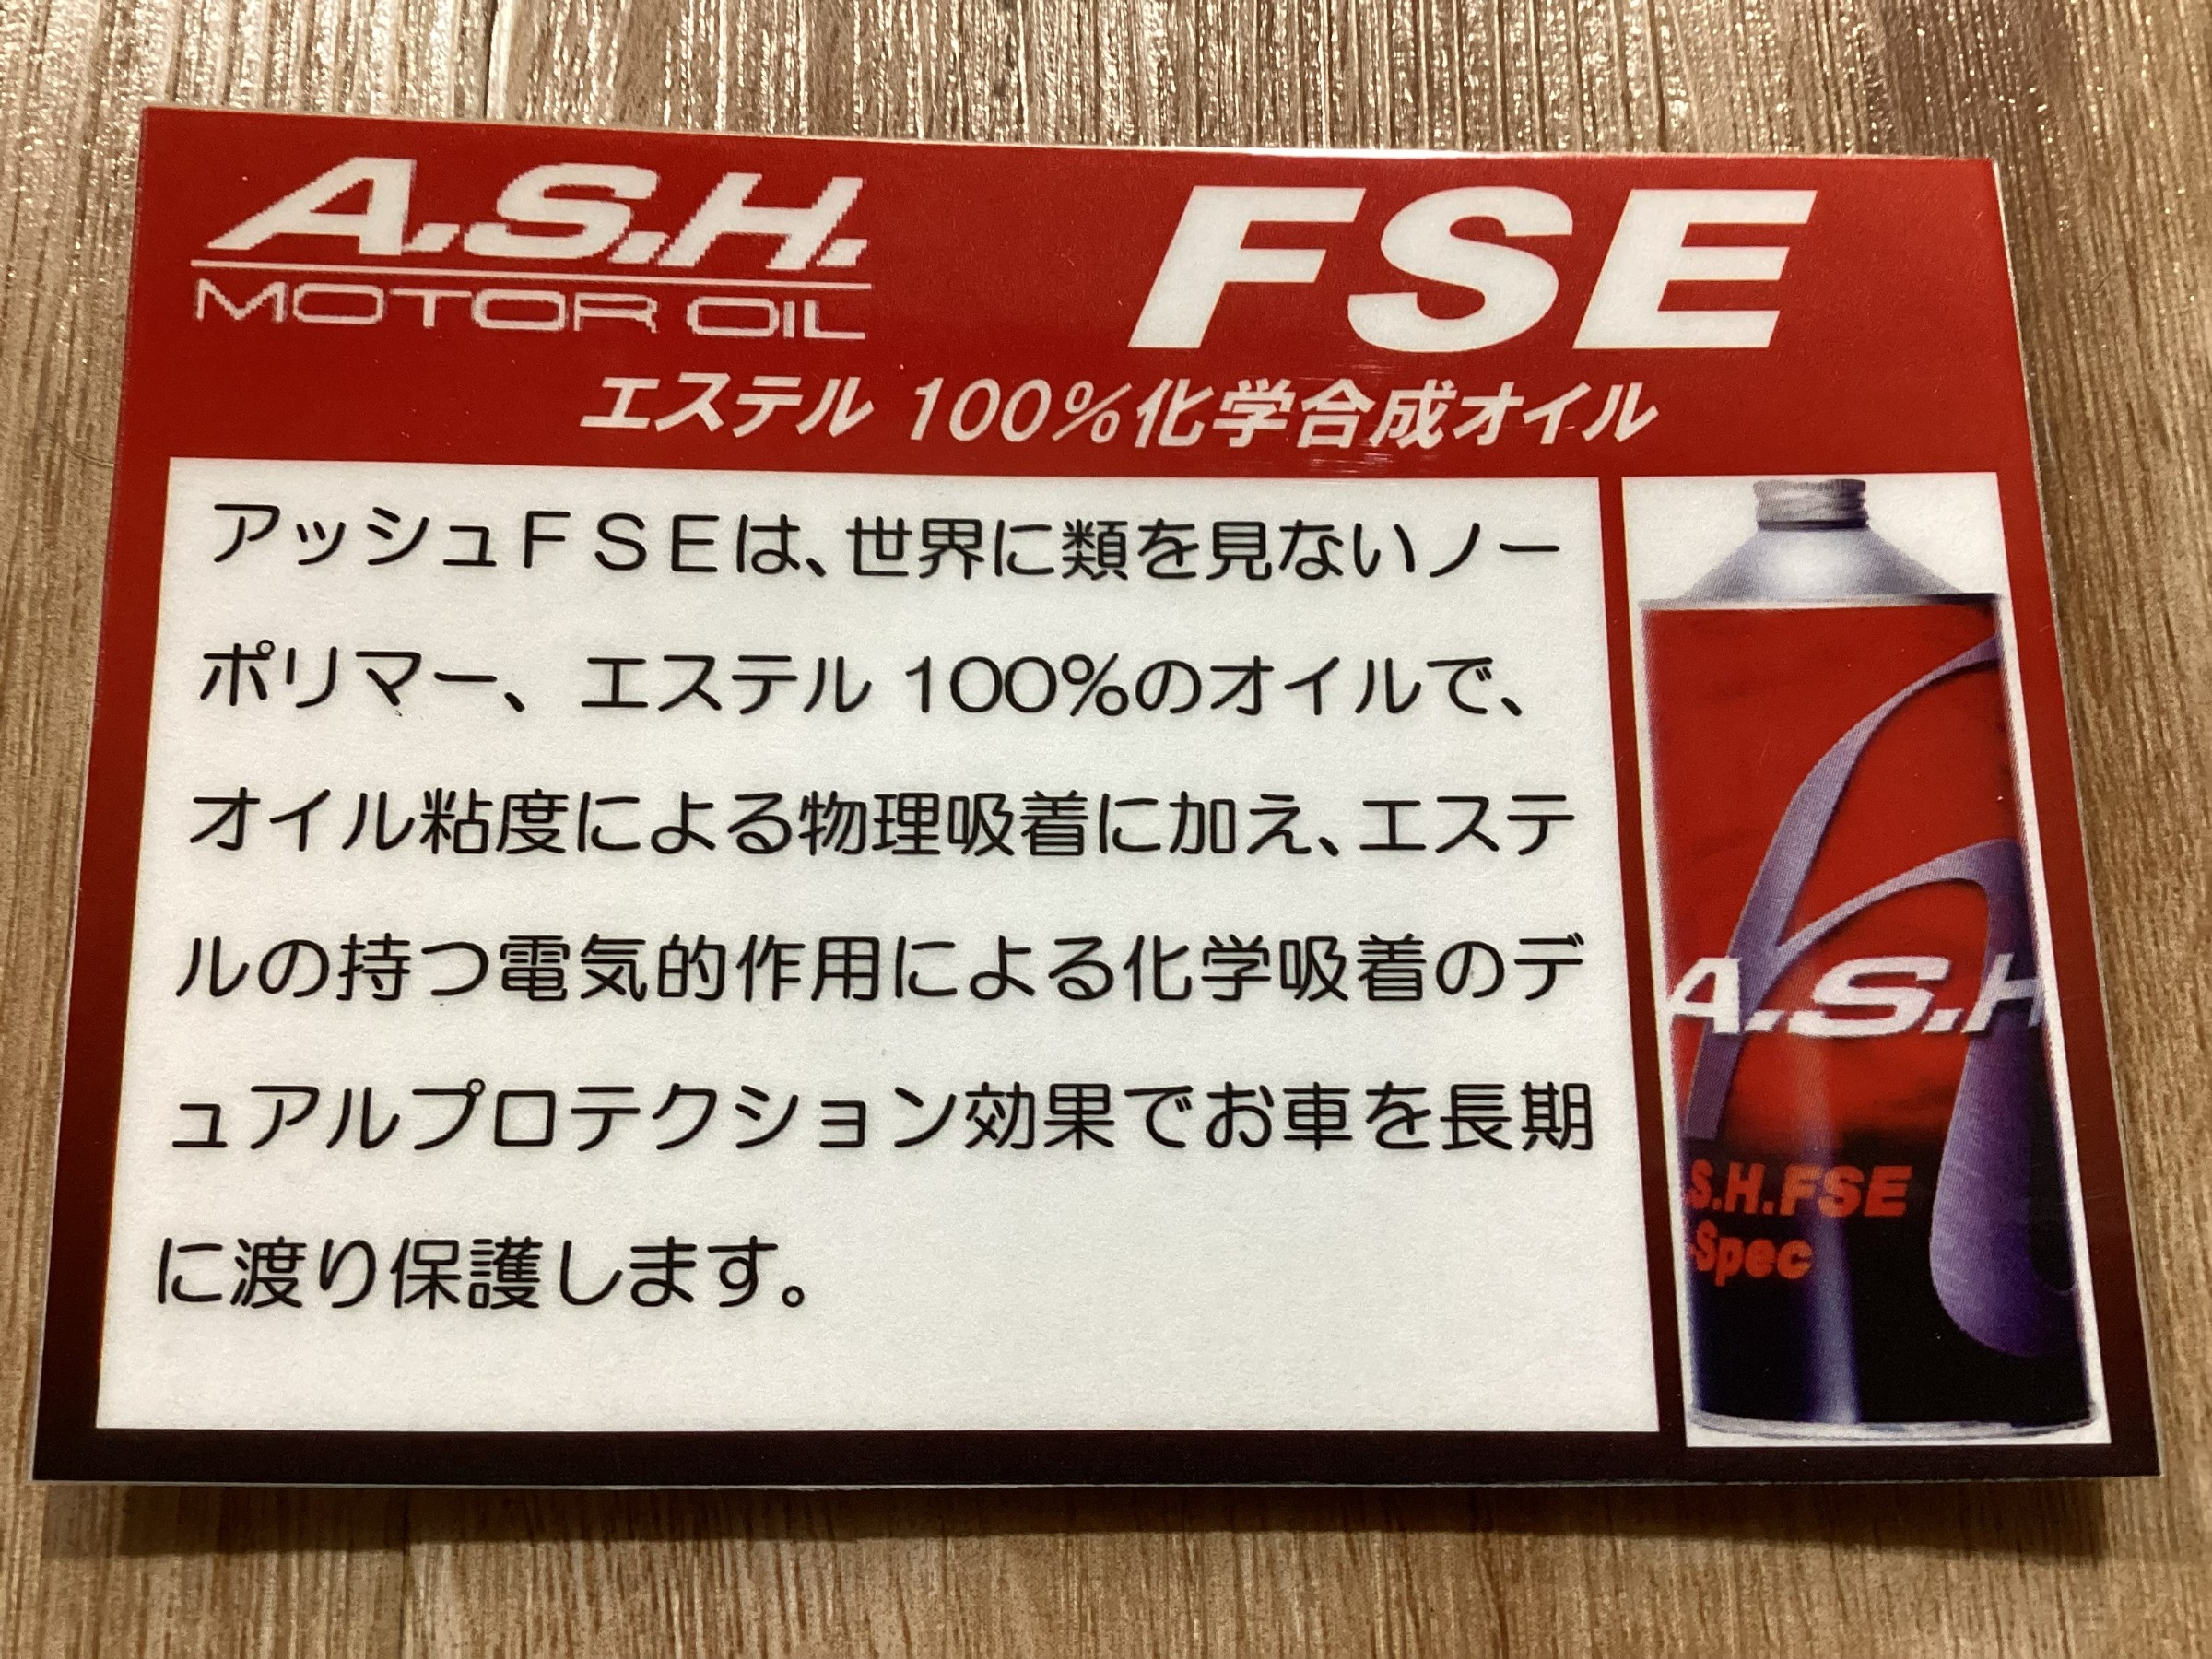 A.S.H.
MOTOR OIL
FSE
エステル 100%化学合成オイル
アッシュＦＳＥは、世界に類を見ないノー
ポリマー、エステル 100%のオイルで、
オイル粘度による物理吸着に加え、エステ
ルの持つ電気的作用による化学吸着のデ
ュアルプロテクション効果でお車を長期
に渡り保護します。
A.S.H
S.H.FSE
-Spec